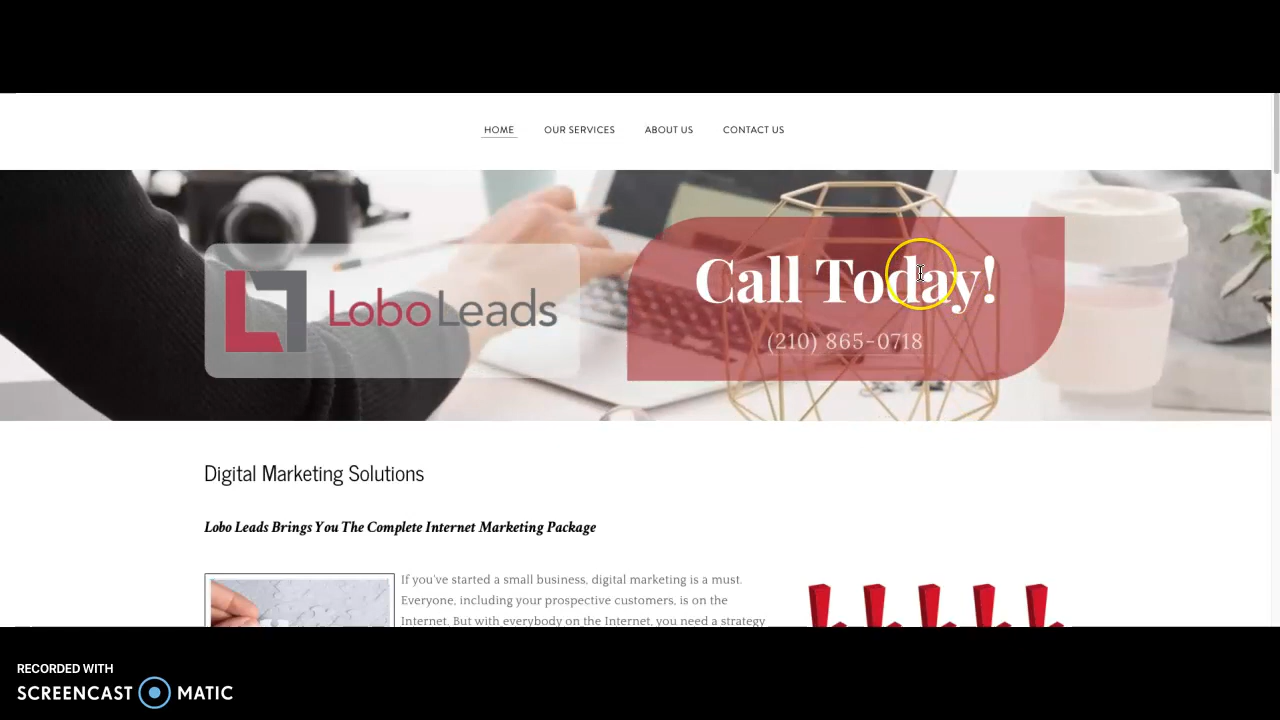 HOME OUR SERVICES ABOUT US CONTACT US
LoboLeads
Call Today!
(210) 865-0718
Digital Marketing Solutions
Lobo Leads Brings You The Complete Internet Marketing Package
If you've started a small business, digital marketing is a must.
Everyone, including your prospective customers, is on the
Internet. But with everybody on the Internet, you need a strategy
RECORDED WITH
SCREENCAST MATIC